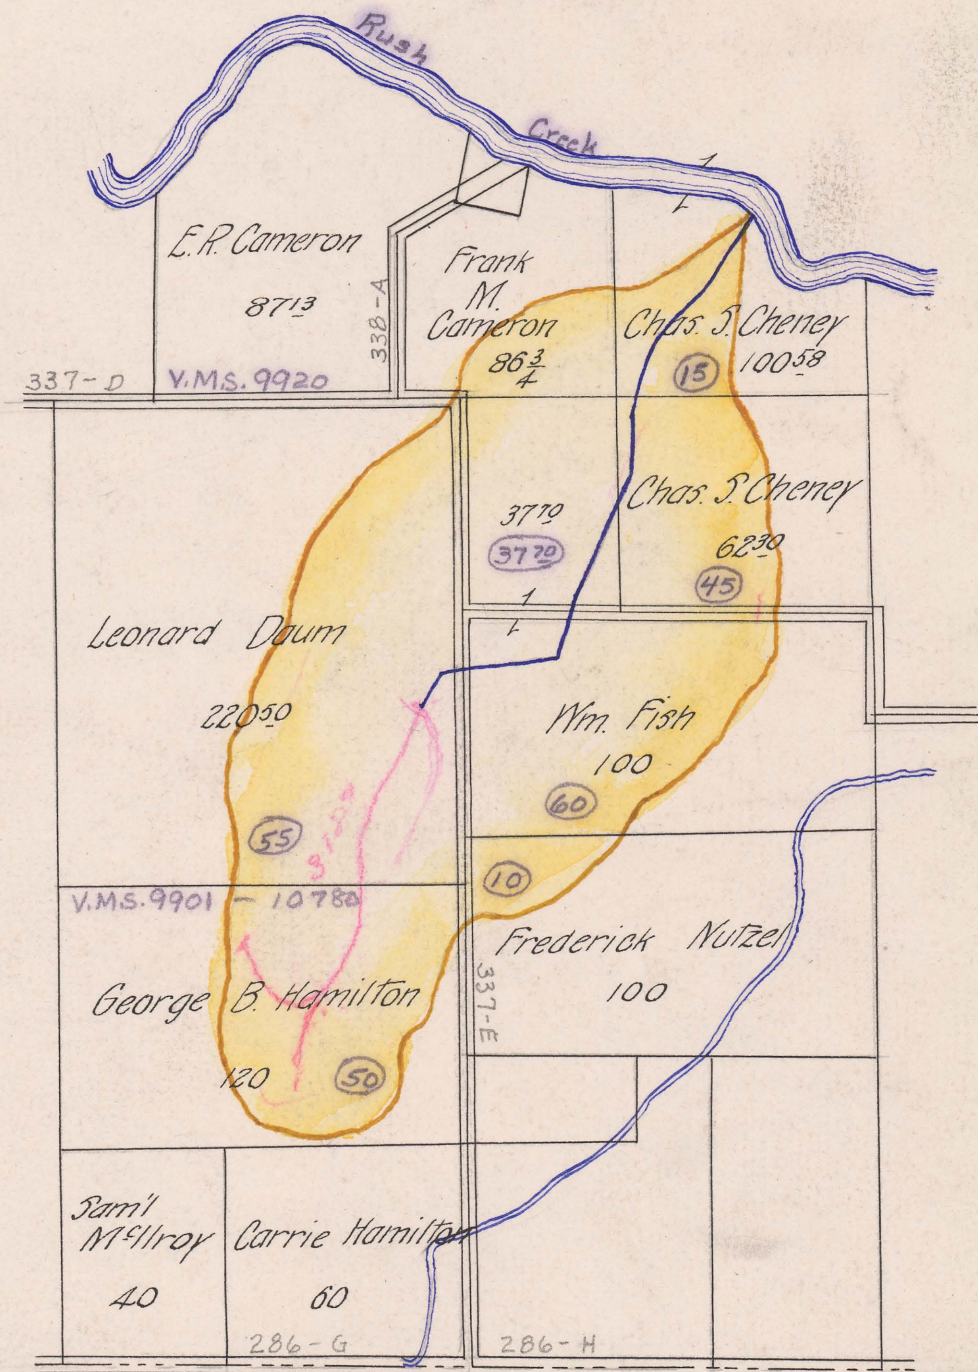 Rush
Creek
1
1
E.R. Cameron
87 13
338-A
Frank
M.
Cameron
86 3/4
Chas. S. Cheney
15
100 58
337-D
V.M.S. 9920
37 70
37 70
Chas. S. Cheney
62 30
45
1
1
Leonard Daum
220 50
55
Wm. Fish
100
60
10
V.M.S. 9901 - 10780
Frederick Nutzel
100
337-E
George B. Hamilton
120
50
Sam'l
McIlroy
40
Carrie Hamilton
60
286-G
286-H